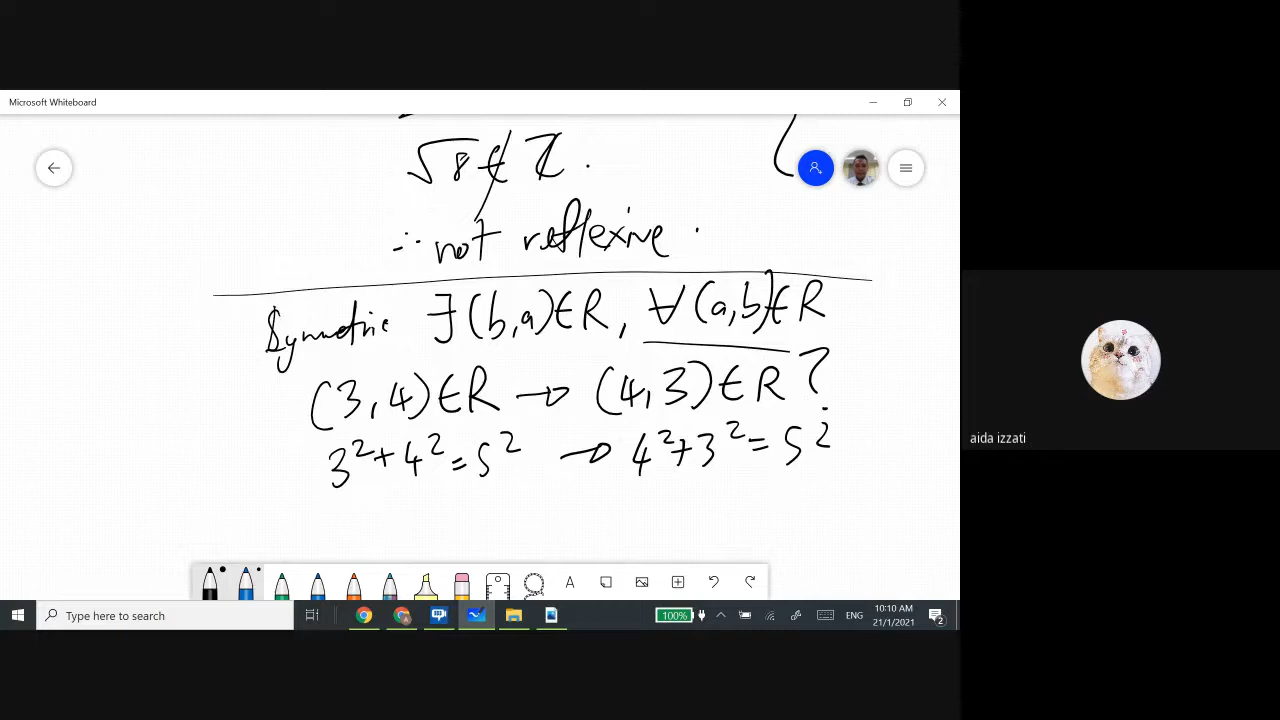 Microsoft Whiteboard
√8 ∉ ℤ .
∴ not reflexive .
Symmetric ∃ (b,a) ∈ R, ∀ (a,b) ∈ R
(3,4) ∈ R → (4,3) ∈ R ?
3² + 4² = 5² → 4² + 3² = 5²
aida izzati
A
Type here to search
100%
ENG
10:10 AM
21/1/2021
2